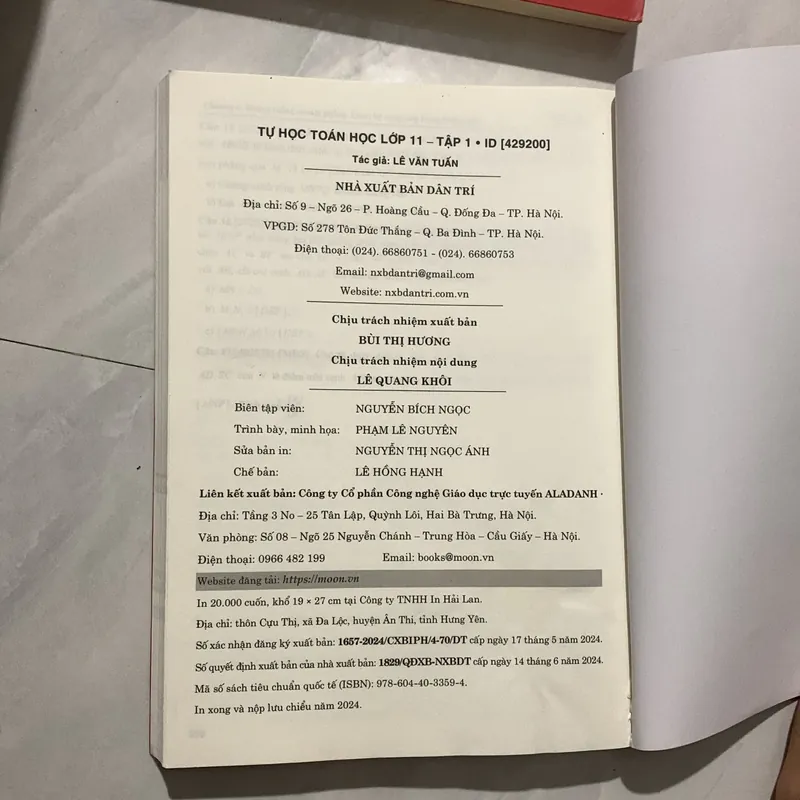 TỰ HỌC TOÁN HỌC LỚP 11 – TẬP 1 • ID [429200]
Tác giả: LÊ VĂN TUẤN
NHÀ XUẤT BẢN DÂN TRÍ
Địa chỉ: Số 9 – Ngõ 26 – P. Hoàng Cầu – Q. Đống Đa – TP. Hà Nội.
VPGD: Số 278 Tôn Đức Thắng – Q. Ba Đình – TP. Hà Nội.
Điện thoại: (024). 66860751 - (024). 66860753
Email: nxbdantri@gmail.com
Website: nxbdantri.com.vn
Chịu trách nhiệm xuất bản
BÙI THỊ HƯƠNG
Chịu trách nhiệm nội dung
LÊ QUANG KHÔI
Biên tập viên: NGUYỄN BÍCH NGỌC
Trình bày, minh họa: PHẠM LÊ NGUYÊN
Sửa bản in: NGUYỄN THỊ NGỌC ÁNH
Chế bản: LÊ HỒNG HẠNH
Liên kết xuất bản: Công ty Cổ phần Công nghệ Giáo dục trực tuyến ALADANH ·
Địa chỉ: Tầng 3 No – 25 Tân Lập, Quỳnh Lôi, Hai Bà Trưng, Hà Nội.
Văn phòng: Số 08 – Ngõ 25 Nguyễn Chánh – Trung Hòa – Cầu Giấy – Hà Nội.
Điện thoại: 0966 482 199 Email: books@moon.vn
Website đăng tải: https://moon.vn
In 20.000 cuốn, khổ 19 × 27 cm tại Công ty TNHH In Hải Lan.
Địa chỉ: thôn Cựu Thị, xã Đa Lộc, huyện Ân Thi, tỉnh Hưng Yên.
Số xác nhận đăng ký xuất bản: 1657-2024/CXBIPH/4-70/DT cấp ngày 17 tháng 5 năm 2024.
Số quyết định xuất bản của nhà xuất bản: 1829/QĐXB-NXBDT cấp ngày 14 tháng 6 năm 2024.
Mã số sách tiêu chuẩn quốc tế (ISBN): 978-604-40-3359-4.
In xong và nộp lưu chiểu năm 2024.